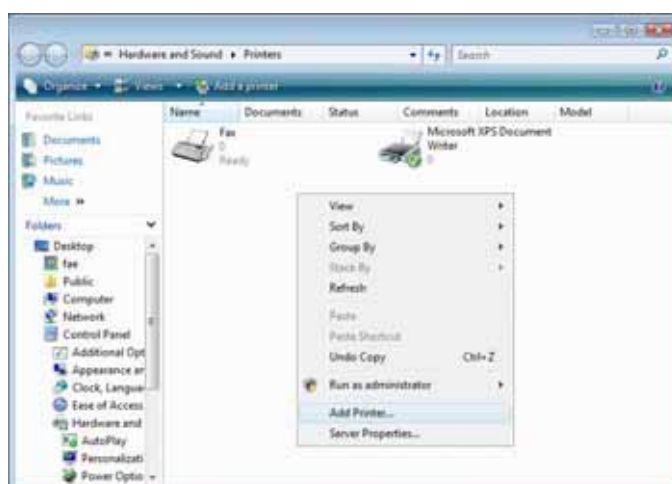 Hardware and Sound ▸ Printers
Search
Organize
Views
Add a printer
Favorite Links
Documents
Pictures
Music
More »
Folders
Desktop
fae
Public
Computer
Network
Control Panel
Additional Opt
Appearance an
Clock, Languag
Ease of Access
Hardware and
AutoPlay
Personalizati
Power Optio
Name Documents Status Comments Location Model
Fax
0
Ready
Microsoft XPS Document
Writer
0
View
Sort By
Group By
Stack By
Refresh
Paste
Paste Shortcut
Undo Copy Ctrl+Z
Run as administrator
Add Printer...
Server Properties...